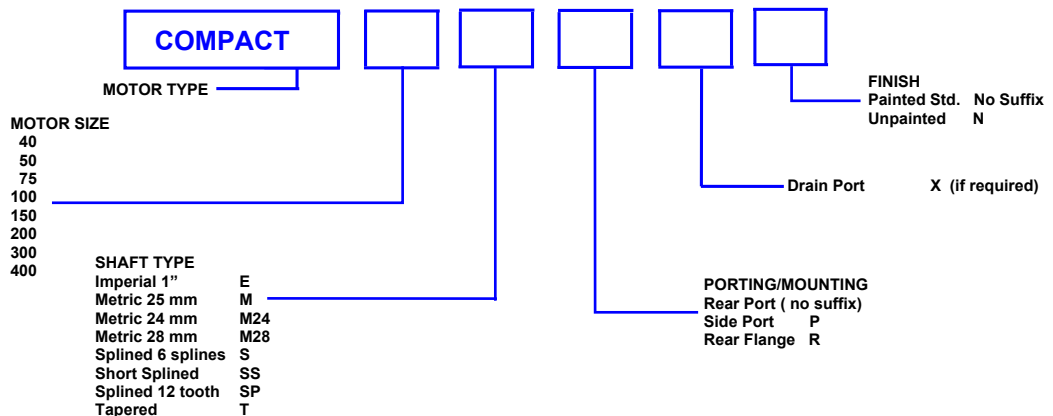 COMPACT
MOTOR TYPE
FINISH
Painted Std. No Suffix
Unpainted N
MOTOR SIZE
40
50
75
100
150
200
300
400
Drain Port X (if required)
SHAFT TYPE
Imperial 1” E
Metric 25 mm M
Metric 24 mm M24
Metric 28 mm M28
Splined 6 splines S
Short Splined SS
Splined 12 tooth SP
Tapered T
PORTING/MOUNTING
Rear Port ( no suffix)
Side Port P
Rear Flange R